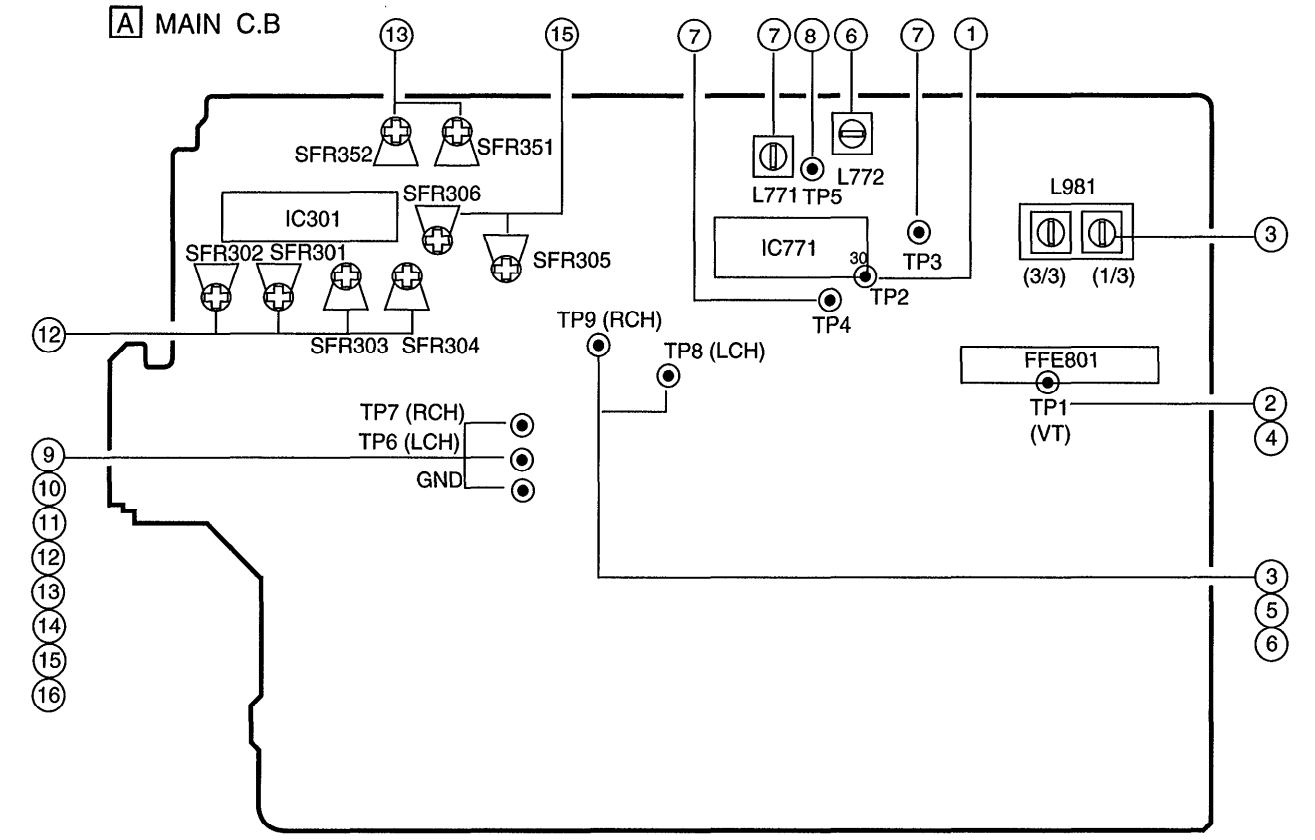 A MAIN C.B
13 15 7 7 8 6 7 1
SFR352 SFR351
L771 TP5 L772
L981
SFR306
IC301
SFR305
IC771
30
TP3
3
(3/3) (1/3)
SFR302 SFR301
TP2
TP4
12
SFR303 SFR304
TP9 (RCH)
TP8 (LCH)
FFE801
TP1
(VT)
2
4
TP7 (RCH)
TP6 (LCH)
GND
9
10
11
12
13
14
15
16
3
5
6